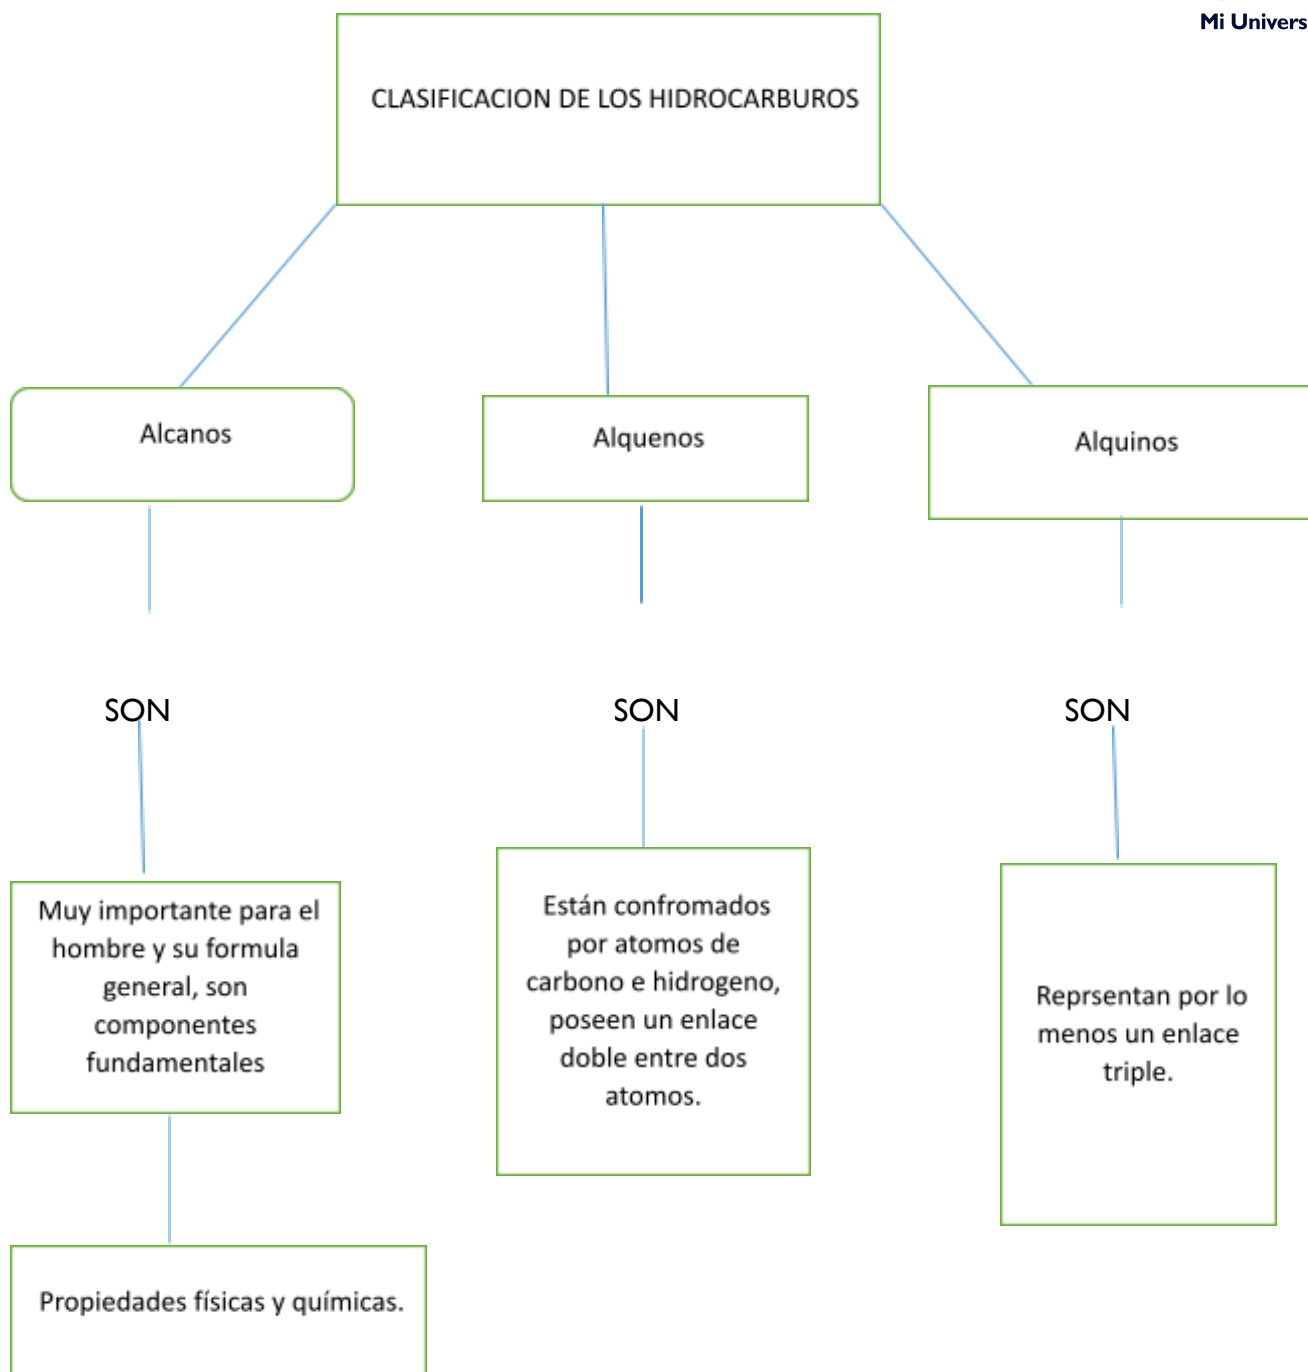 Mi Univers
CLASIFICACION DE LOS HIDROCARBUROS
Alcanos
Alquenos
Alquinos
SON
SON
SON
Muy importante para el
hombre y su formula
general, son
componentes
fundamentales
Están confromados
por atomos de
carbono e hidrogeno,
poseen un enlace
doble entre dos
atomos.
Reprsentan por lo
menos un enlace
triple.
Propiedades físicas y químicas.